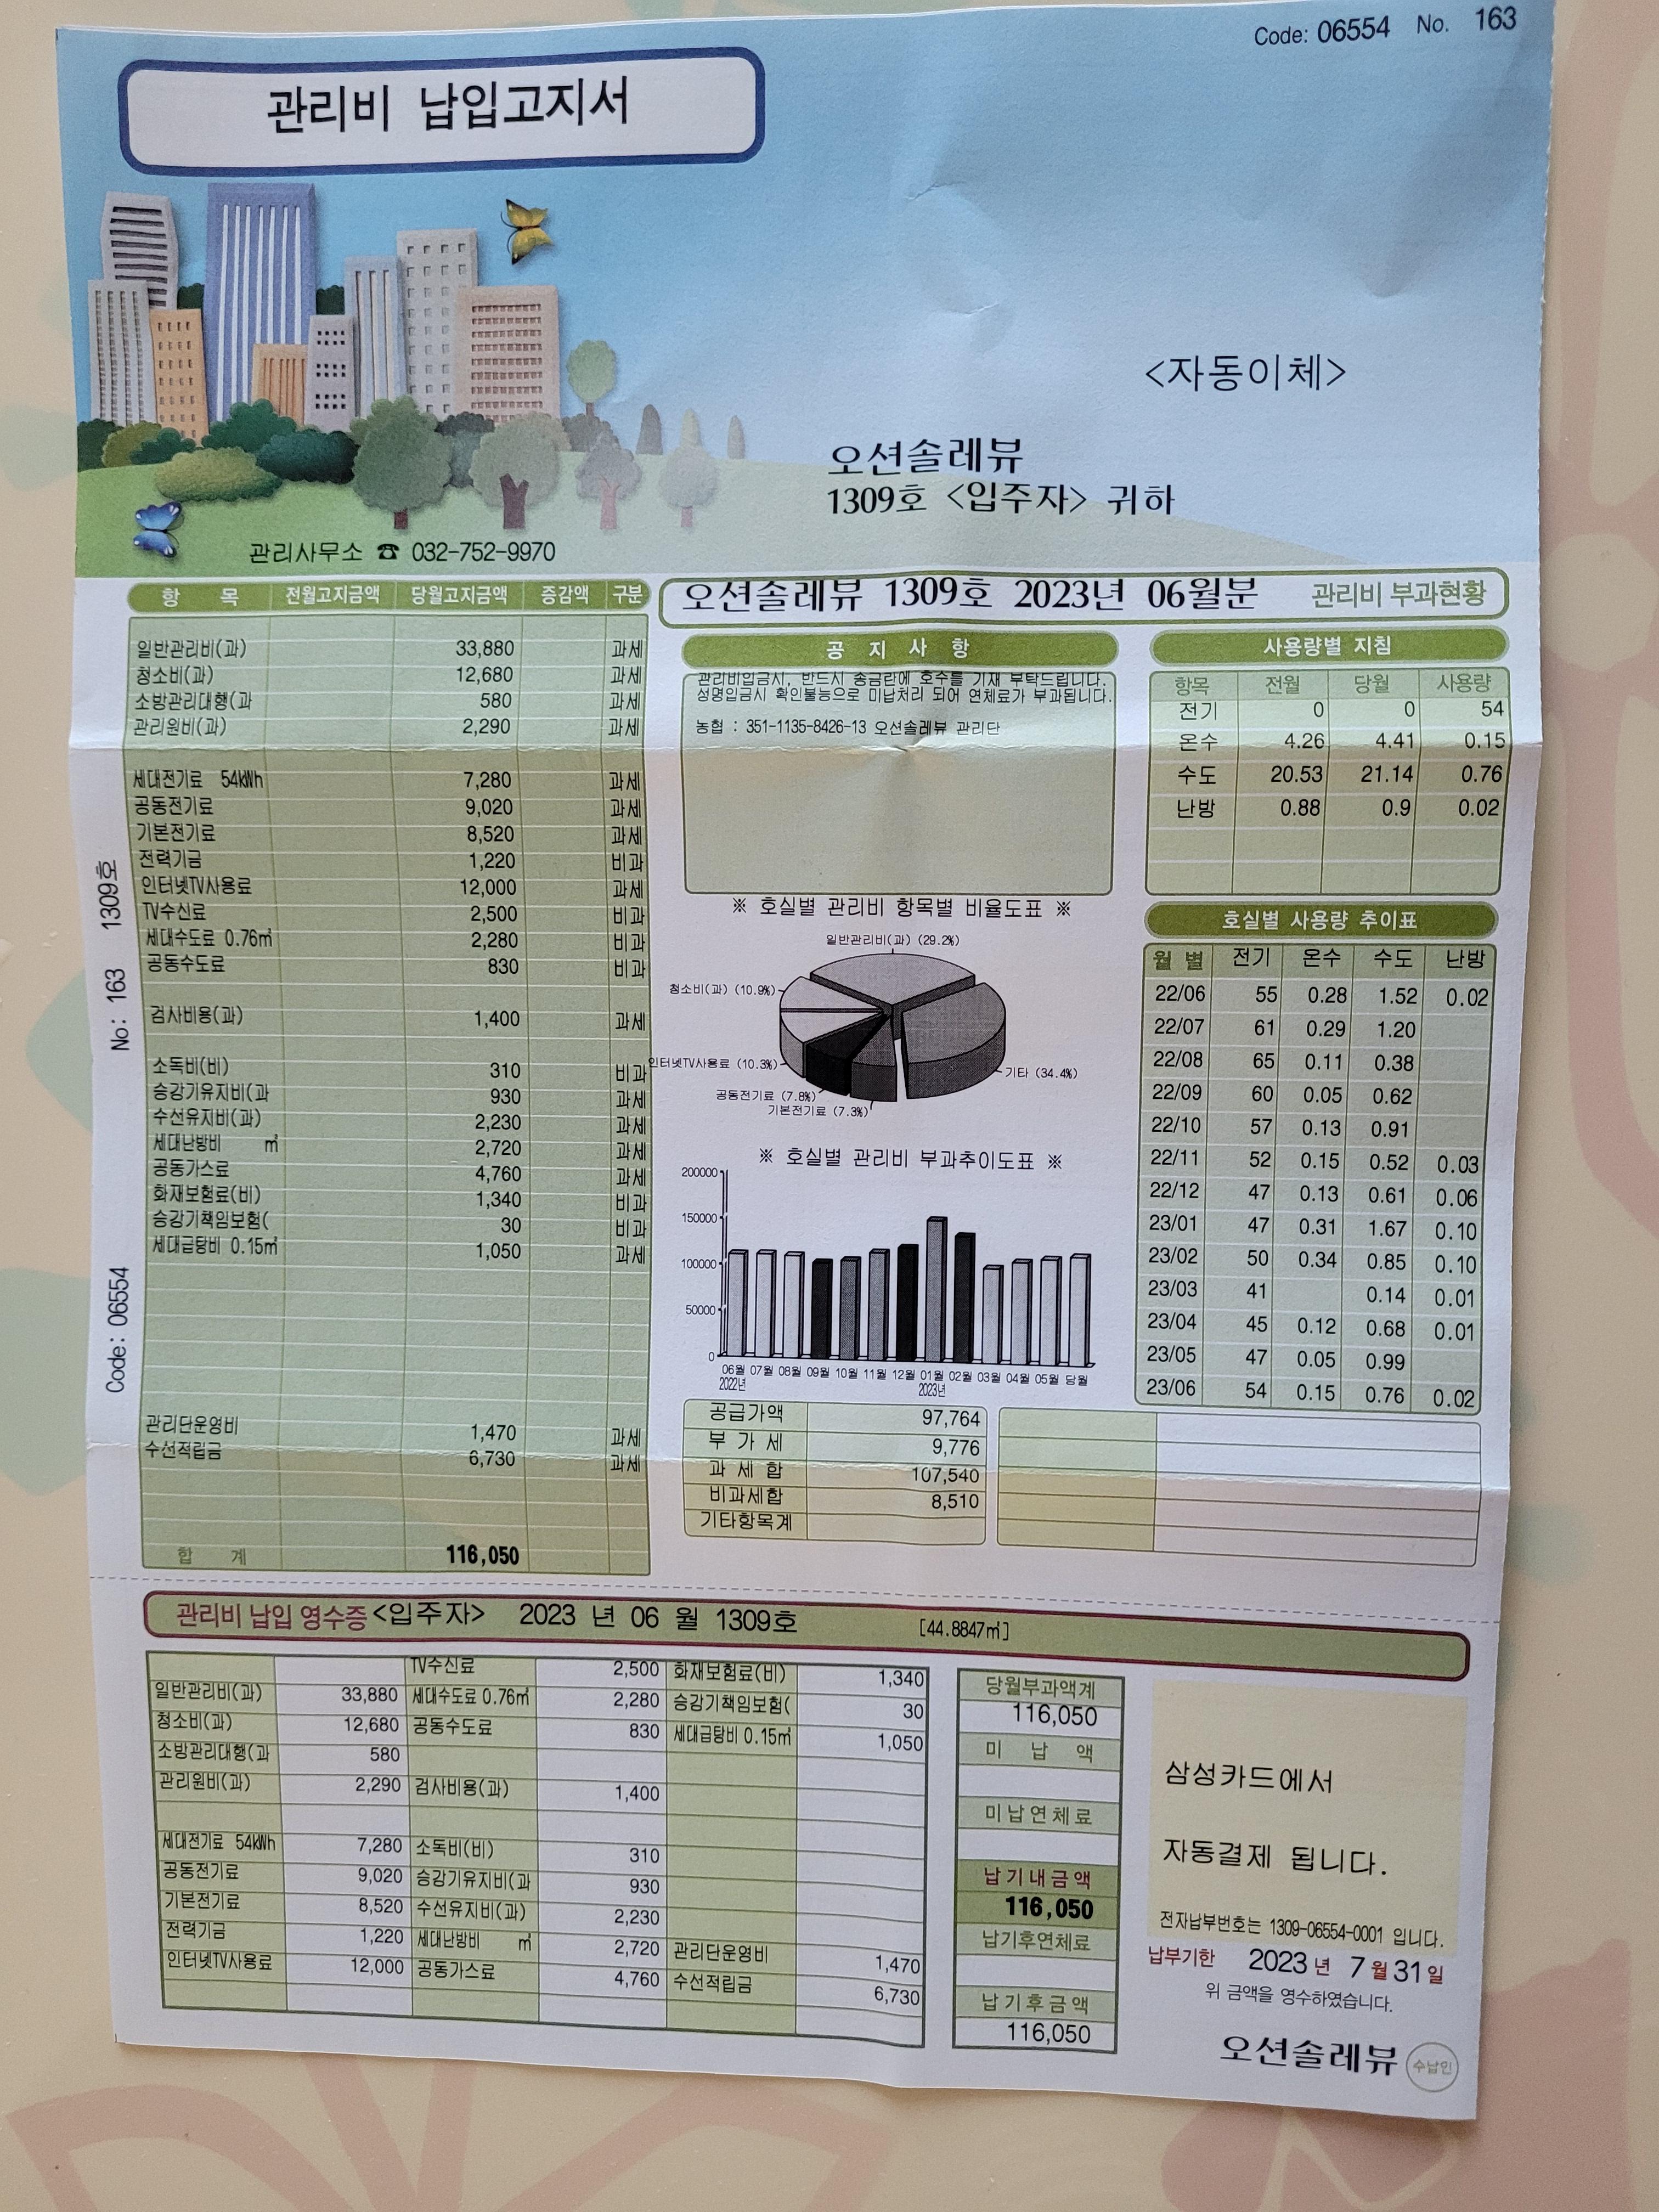 Code: 06554 No. 163
관리비 납입고지서
<자동이체>
오션솔레뷰
1309호 <입주자> 귀하
관리사무소 ☎ 032-752-9970
항 목 전월고지금액 당월고지금액 증감액 구분
일반관리비(과) 33,880 과세
청소비(과) 12,680 과세
소방관리대행(과 580 과세
관리원비(과) 2,290 과세
세대전기료 54kWh 7,280 과세
공동전기료 9,020 과세
기본전기료 8,520 과세
전력기금 1,220 비과
인터넷TV사용료 12,000 과세
TV수신료 2,500 비과
세대수도료 0.76㎥ 2,280 비과
공동수도료 830 비과
검사비용(과) 1,400 과세
소독비(비) 310 비과
승강기유지비(과 930 과세
수선유지비(과) 2,230 과세
세대난방비 ㎥ 2,720 과세
공동가스료 4,760 과세
화재보험료(비) 1,340 비과
승강기책임보험( 30 비과
세대급탕비 0.15㎥ 1,050 과세
관리단운영비 1,470 과세
수선적립금 6,730 과세
합 계 116,050
Code: 06554 No: 163 1309호
오션솔레뷰 1309호 2023년 06월분 관리비 부과현황
공 지 사 항
관리비입금시, 반드시 송금란에 호수를 기재 부탁드립니다.
성명입금시 확인불능으로 미납처리 되어 연체료가 부과됩니다.
농협 : 351-1135-8426-13 오션솔레뷰 관리단
※ 호실별 관리비 항목별 비율도표 ※
일반관리비(과) (29.2%)
청소비(과) (10.9%)
인터넷TV사용료 (10.3%)
공동전기료 (7.8%)
기본전기료 (7.3%)
기타 (34.4%)
※ 호실별 관리비 부과추이도표 ※
200000
150000
100000
50000
0
06월 07월 08월 09월 10월 11월 12월 01월 02월 03월 04월 05월 당월
2022년 2023년
공급가액 97,764
부 가 세 9,776
과 세 합 107,540
비과세합 8,510
기타항목계
사용량별 지침
항목 전월 당월 사용량
전기 0 0 54
온수 4.26 4.41 0.15
수도 20.53 21.14 0.76
난방 0.88 0.9 0.02
호실별 사용량 추이표
월 별 전기 온수 수도 난방
22/06 55 0.28 1.52 0.02
22/07 61 0.29 1.20
22/08 65 0.11 0.38
22/09 60 0.05 0.62
22/10 57 0.13 0.91
22/11 52 0.15 0.52 0.03
22/12 47 0.13 0.61 0.06
23/01 47 0.31 1.67 0.10
23/02 50 0.34 0.85 0.10
23/03 41 0.14 0.01
23/04 45 0.12 0.68 0.01
23/05 47 0.05 0.99
23/06 54 0.15 0.76 0.02
관리비 납입 영수증 <입주자> 2023 년 06 월 1309호 [44.8847㎡]
TV수신료 2,500 화재보험료(비) 1,340
일반관리비(과) 33,880 세대수도료 0.76㎥ 2,280 승강기책임보험( 30
청소비(과) 12,680 공동수도료 830 세대급탕비 0.15㎥ 1,050
소방관리대행(과 580
관리원비(과) 2,290 검사비용(과) 1,400
세대전기료 54kWh 7,280 소독비(비) 310
공동전기료 9,020 승강기유지비(과 930
기본전기료 8,520 수선유지비(과) 2,230
전력기금 1,220 세대난방비 ㎥ 2,720 관리단운영비 1,470
인터넷TV사용료 12,000 공동가스료 4,760 수선적립금 6,730
당월부과액계
116,050
미 납 액
미납연체료
납기내금액
116,050
납기후연체료
납기후금액
116,050
삼성카드에서
자동결제 됩니다.
전자납부번호는 1309-06554-0001 입니다.
납부기한 2023 년 7 월 31 일
위 금액을 영수하였습니다.
오션솔레뷰 수납인